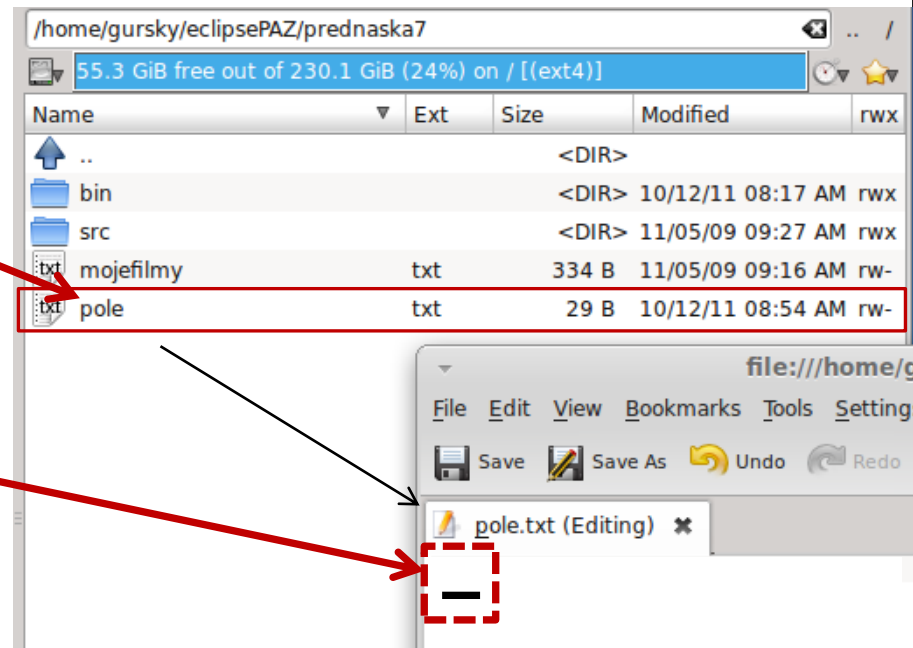 /home/gursky/eclipsePAZ/prednaska7 .. /
55.3 GiB free out of 230.1 GiB (24%) on / [(ext4)]
Name Ext Size Modified rwx
.. <DIR>
bin <DIR> 10/12/11 08:17 AM rwx
src <DIR> 11/05/09 09:27 AM rwx
txt mojefilmy txt 334 B 11/05/09 09:16 AM rw-
txt pole txt 29 B 10/12/11 08:54 AM rw-
file:///home/g
File Edit View Bookmarks Tools Setting
Save Save As Undo Redo
pole.txt (Editing)